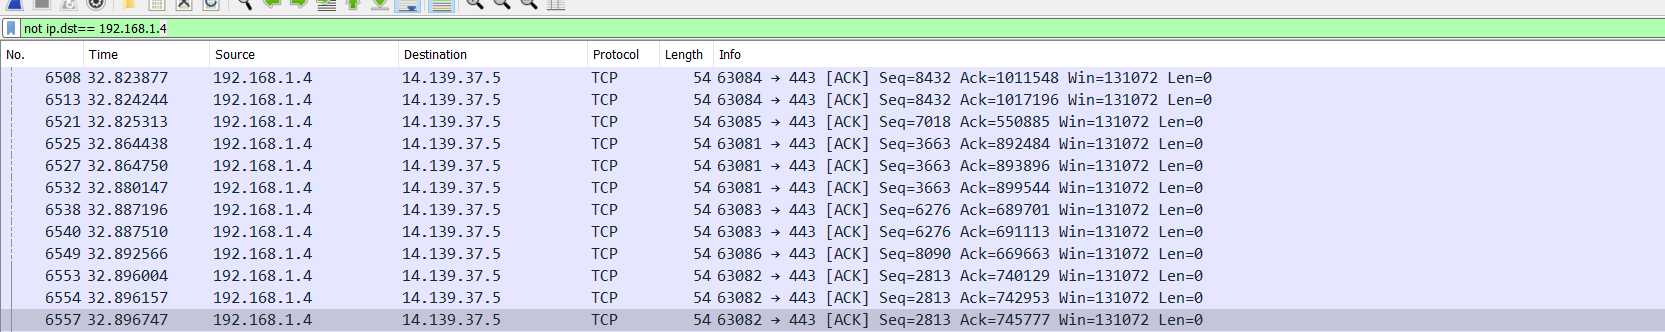 not ip.dst== 192.168.1.4
No. Time Source Destination Protocol Length Info
6508 32.823877 192.168.1.4 14.139.37.5 TCP 54 63084 → 443 [ACK] Seq=8432 Ack=1011548 Win=131072 Len=0
6513 32.824244 192.168.1.4 14.139.37.5 TCP 54 63084 → 443 [ACK] Seq=8432 Ack=1017196 Win=131072 Len=0
6521 32.825313 192.168.1.4 14.139.37.5 TCP 54 63085 → 443 [ACK] Seq=7018 Ack=550885 Win=131072 Len=0
6525 32.864438 192.168.1.4 14.139.37.5 TCP 54 63081 → 443 [ACK] Seq=3663 Ack=892484 Win=131072 Len=0
6527 32.864750 192.168.1.4 14.139.37.5 TCP 54 63081 → 443 [ACK] Seq=3663 Ack=893896 Win=131072 Len=0
6532 32.880147 192.168.1.4 14.139.37.5 TCP 54 63081 → 443 [ACK] Seq=3663 Ack=899544 Win=131072 Len=0
6538 32.887196 192.168.1.4 14.139.37.5 TCP 54 63083 → 443 [ACK] Seq=6276 Ack=689701 Win=131072 Len=0
6540 32.887510 192.168.1.4 14.139.37.5 TCP 54 63083 → 443 [ACK] Seq=6276 Ack=691113 Win=131072 Len=0
6549 32.892566 192.168.1.4 14.139.37.5 TCP 54 63086 → 443 [ACK] Seq=8090 Ack=669663 Win=131072 Len=0
6553 32.896004 192.168.1.4 14.139.37.5 TCP 54 63082 → 443 [ACK] Seq=2813 Ack=740129 Win=131072 Len=0
6554 32.896157 192.168.1.4 14.139.37.5 TCP 54 63082 → 443 [ACK] Seq=2813 Ack=742953 Win=131072 Len=0
6557 32.896747 192.168.1.4 14.139.37.5 TCP 54 63082 → 443 [ACK] Seq=2813 Ack=745777 Win=131072 Len=0